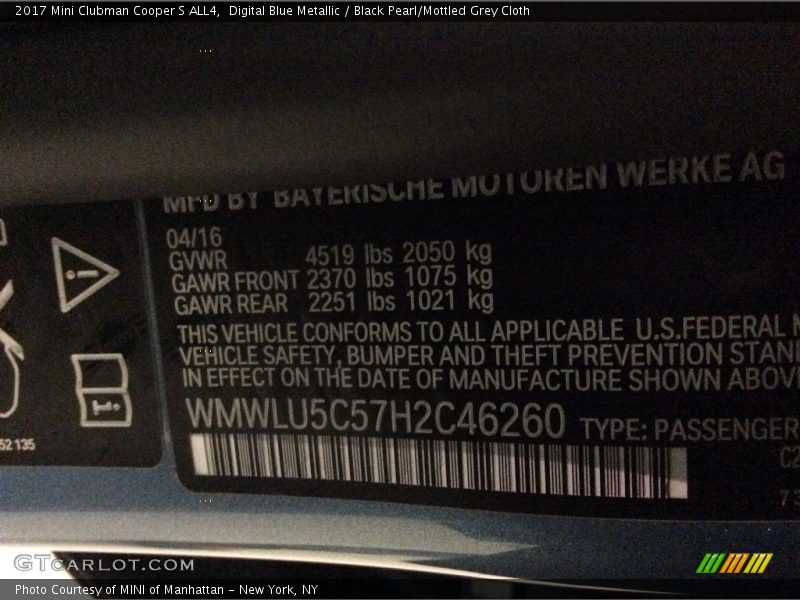 2017 Mini Clubman Cooper S ALL4,  Digital Blue Metallic / Black Pearl/Mottled Grey Cloth
MFD BY BAYERISCHE MOTOREN WERKE AG
04/16
GVWR 4519 lbs 2050 kg
GAWR FRONT 2370 lbs 1075 kg
GAWR REAR 2251 lbs 1021 kg
THIS VEHICLE CONFORMS TO ALL APPLICABLE U.S.FEDERAL
VEHICLE SAFETY, BUMPER AND THEFT PREVENTION STAN
IN EFFECT ON THE DATE OF MANUFACTURE SHOWN ABOV
WMWLU5C57H2C46260 TYPE: PASSENGER
52 135
GTCARLOT.COM
Photo Courtesy of MINI of Manhattan - New York, NY